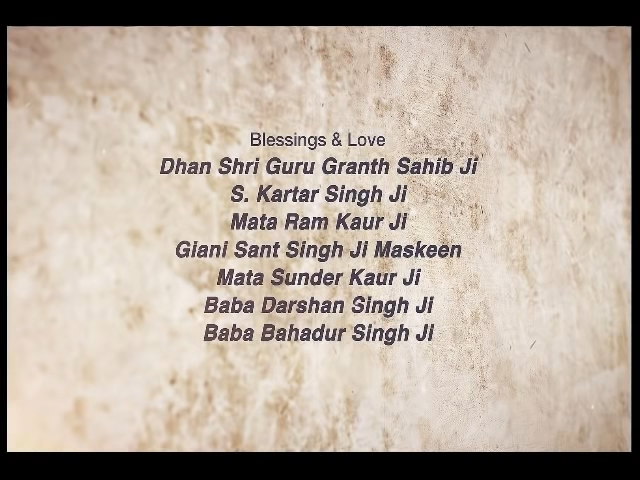 Blessings & Love
Dhan Shri Guru Granth Sahib Ji
S. Kartar Singh Ji
Mata Ram Kaur Ji
Giani Sant Singh Ji Maskeen
Mata Sunder Kaur Ji
Baba Darshan Singh Ji
Baba Bahadur Singh Ji